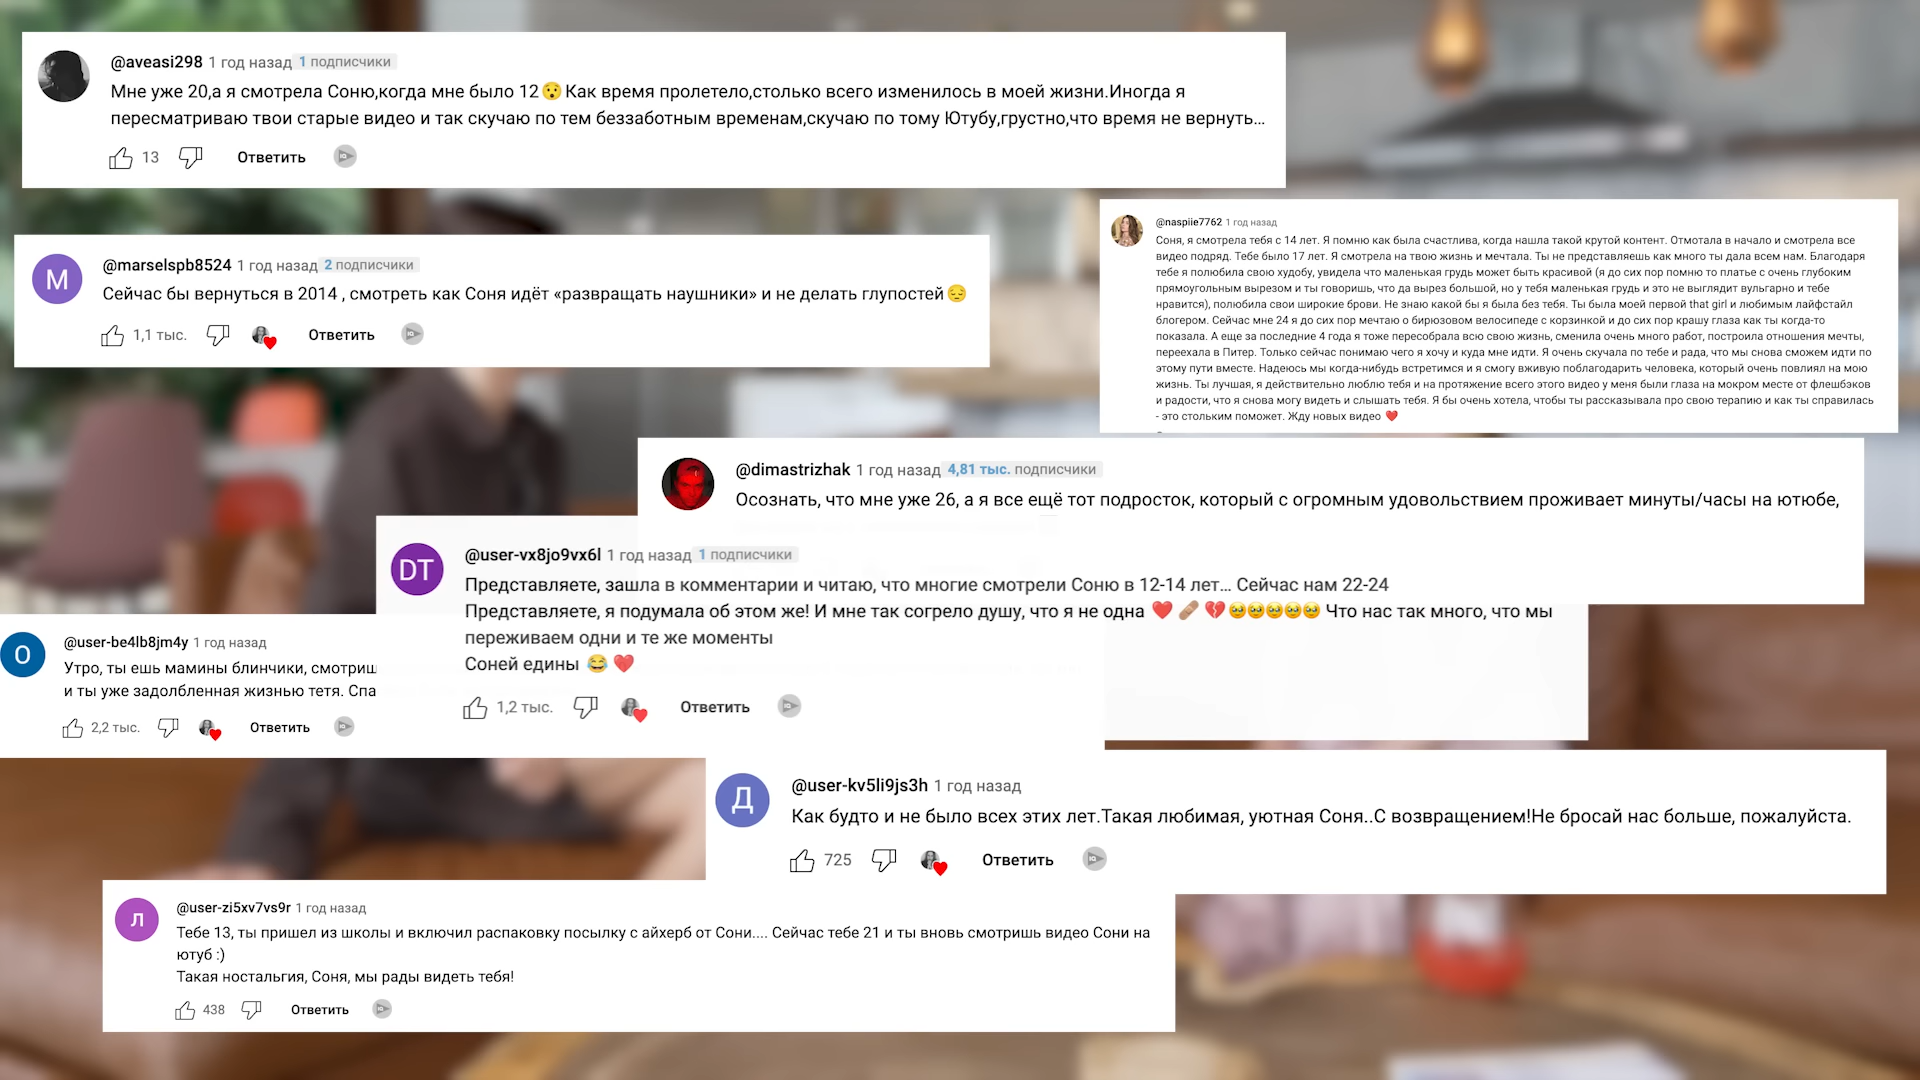 @aveasi298 1 год назад 1 подписчики
Мне уже 20,а я смотрела Соню,когда мне было 12😯Как время пролетело,столько всего изменилось в моей жизни.Иногда я
пересматриваю твои старые видео и так скучаю по тем беззаботным временам,скучаю по тому Ютубу,грустно,что время не вернуть...
13 Ответить
@naspiie7762 1 год назад
Соня, я смотрела тебя с 14 лет. Я помню как была счастлива, когда нашла такой крутой контент. Отмотала в начало и смотрела все
видео подряд. Тебе было 17 лет. Я смотрела на твою жизнь и мечтала. Ты не представляешь как много ты дала всем нам. Благодаря
тебе я полюбила свою худобу, увидела что маленькая грудь может быть красивой (я до сих пор помню то платье с очень глубоким
прямоугольным вырезом и ты говоришь, что да вырез большой, но у тебя маленькая грудь и это не выглядит вульгарно и тебе
нравится), полюбила свои широкие брови. Не знаю какой бы я была без тебя. Ты была моей первой that girl и любимым лайфстайл
блогером. Сейчас мне 24 я до сих пор мечтаю о бирюзовом велосипеде с корзинкой и до сих пор крашу глаза как ты когда-то
показала. А еще за последние 4 года я тоже пересобрала всю свою жизнь, сменила очень много работ, построила отношения мечты,
переехала в Питер. Только сейчас понимаю чего я хочу и куда мне идти. Я очень скучала по тебе и рада, что мы снова сможем идти по
этому пути вместе. Надеюсь мы когда-нибудь встретимся и я смогу вживую поблагодарить человека, который очень повлиял на мою
жизнь. Ты лучшая, я действительно люблю тебя и на протяжение всего этого видео у меня были глаза на мокром месте от флешбэков
и радости, что я снова могу видеть и слышать тебя. Я бы очень хотела, чтобы ты рассказывала про свою терапию и как ты справилась
- это стольким поможет. Жду новых видео ❤️
М
@marselspb8524 1 год назад 2 подписчики
Сейчас бы вернуться в 2014 , смотреть как Соня идёт «развращать наушники» и не делать глупостей😔
1,1 тыс. Ответить
@dimastrizhak 1 год назад 4,81 тыс. подписчики
Осознать, что мне уже 26, а я все ещё тот подросток, который с огромным удовольствием проживает минуты/часы на ютюбе,
DT
@user-vx8jo9vx6l 1 год назад 1 подписчики
Представляете, зашла в комментарии и читаю, что многие смотрели Соню в 12-14 лет... Сейчас нам 22-24
Представляете, я подумала об этом же! И мне так согрело душу, что я не одна ❤️ 🩹 💔🥹🥹🥹🥹🥹 Что нас так много, что мы
переживаем одни и те же моменты
Соней едины 😂 ❤️
1,2 тыс. Ответить
О
@user-be4lb8jm4y 1 год назад
Утро, ты ешь мамины блинчики, смотриш
и ты уже задолбленная жизнью тетя. Спа
2,2 тыс. Ответить
Д
@user-kv5li9js3h 1 год назад
Как будто и не было всех этих лет.Такая любимая, уютная Соня..С возвращением!Не бросай нас больше, пожалуйста.
725 Ответить
Л
@user-zi5xv7vs9r 1 год назад
Тебе 13, ты пришел из школы и включил распаковку посылку с айхерб от Сони.... Сейчас тебе 21 и ты вновь смотришь видео Сони на
ютуб :)
Такая ностальгия, Соня, мы рады видеть тебя!
438 Ответить